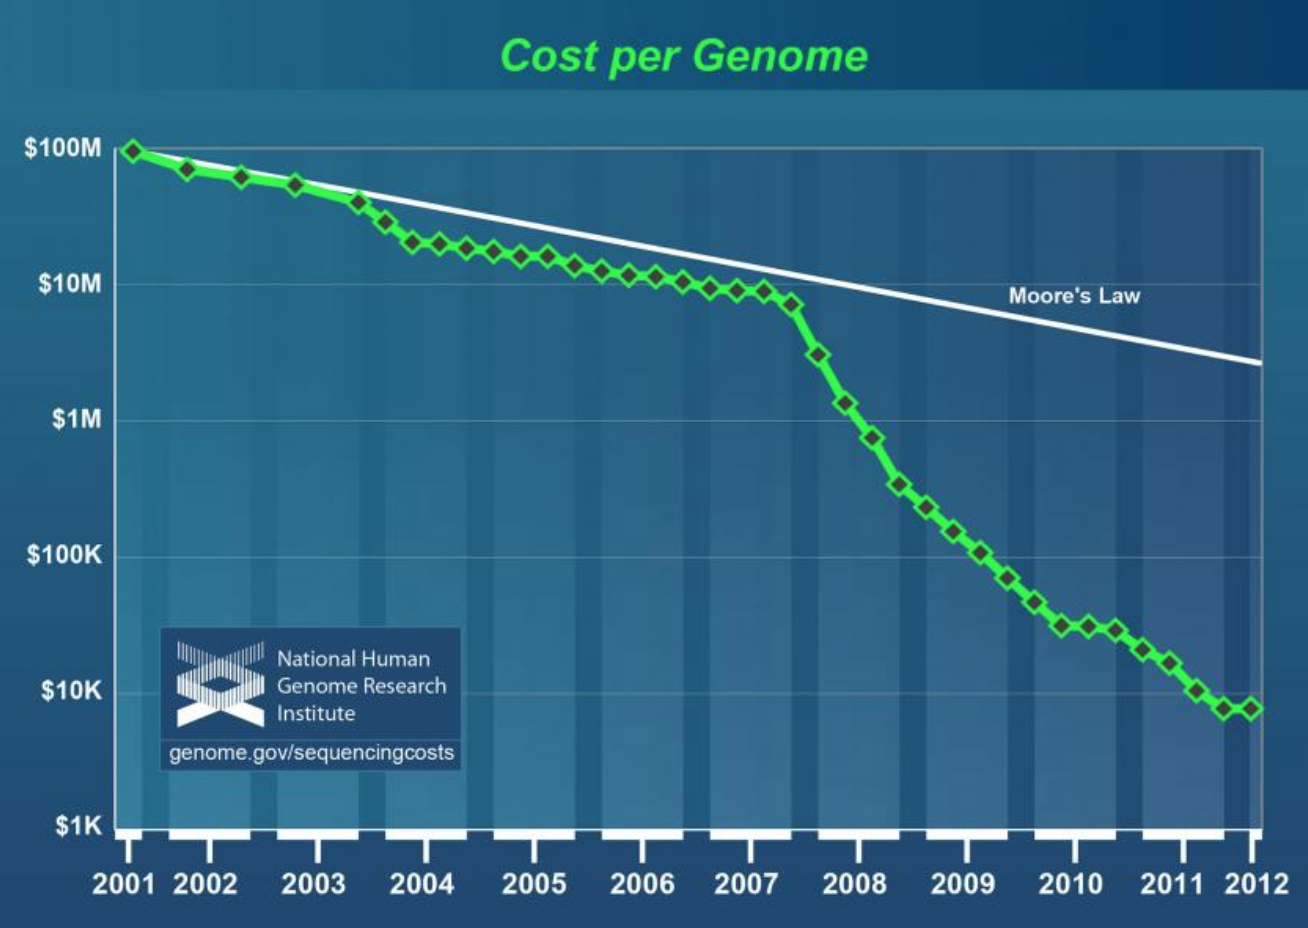 Cost per Genome
$100M
$10M
$1M
$100K
$10K
$1K
Moore's Law
National Human
Genome Research
Institute
genome.gov/sequencingcosts
2001 2002 2003 2004 2005 2006 2007 2008 2009 2010 2011 2012